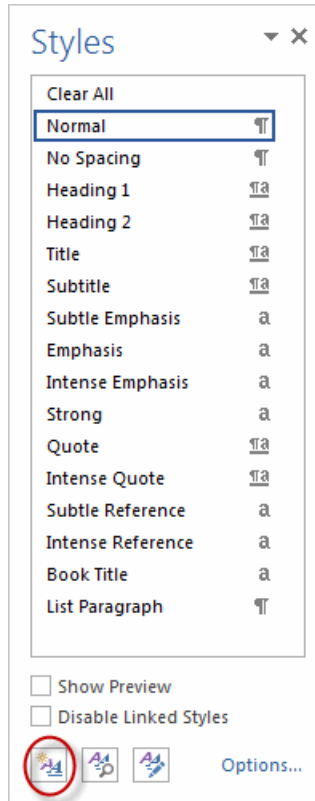 Styles
Clear All
Normal ¶
No Spacing ¶
Heading 1 ¶a
Heading 2 ¶a
Title ¶a
Subtitle ¶a
Subtle Emphasis a
Emphasis a
Intense Emphasis a
Strong a
Quote ¶a
Intense Quote ¶a
Subtle Reference a
Intense Reference a
Book Title a
List Paragraph ¶
Show Preview
Disable Linked Styles
Options...